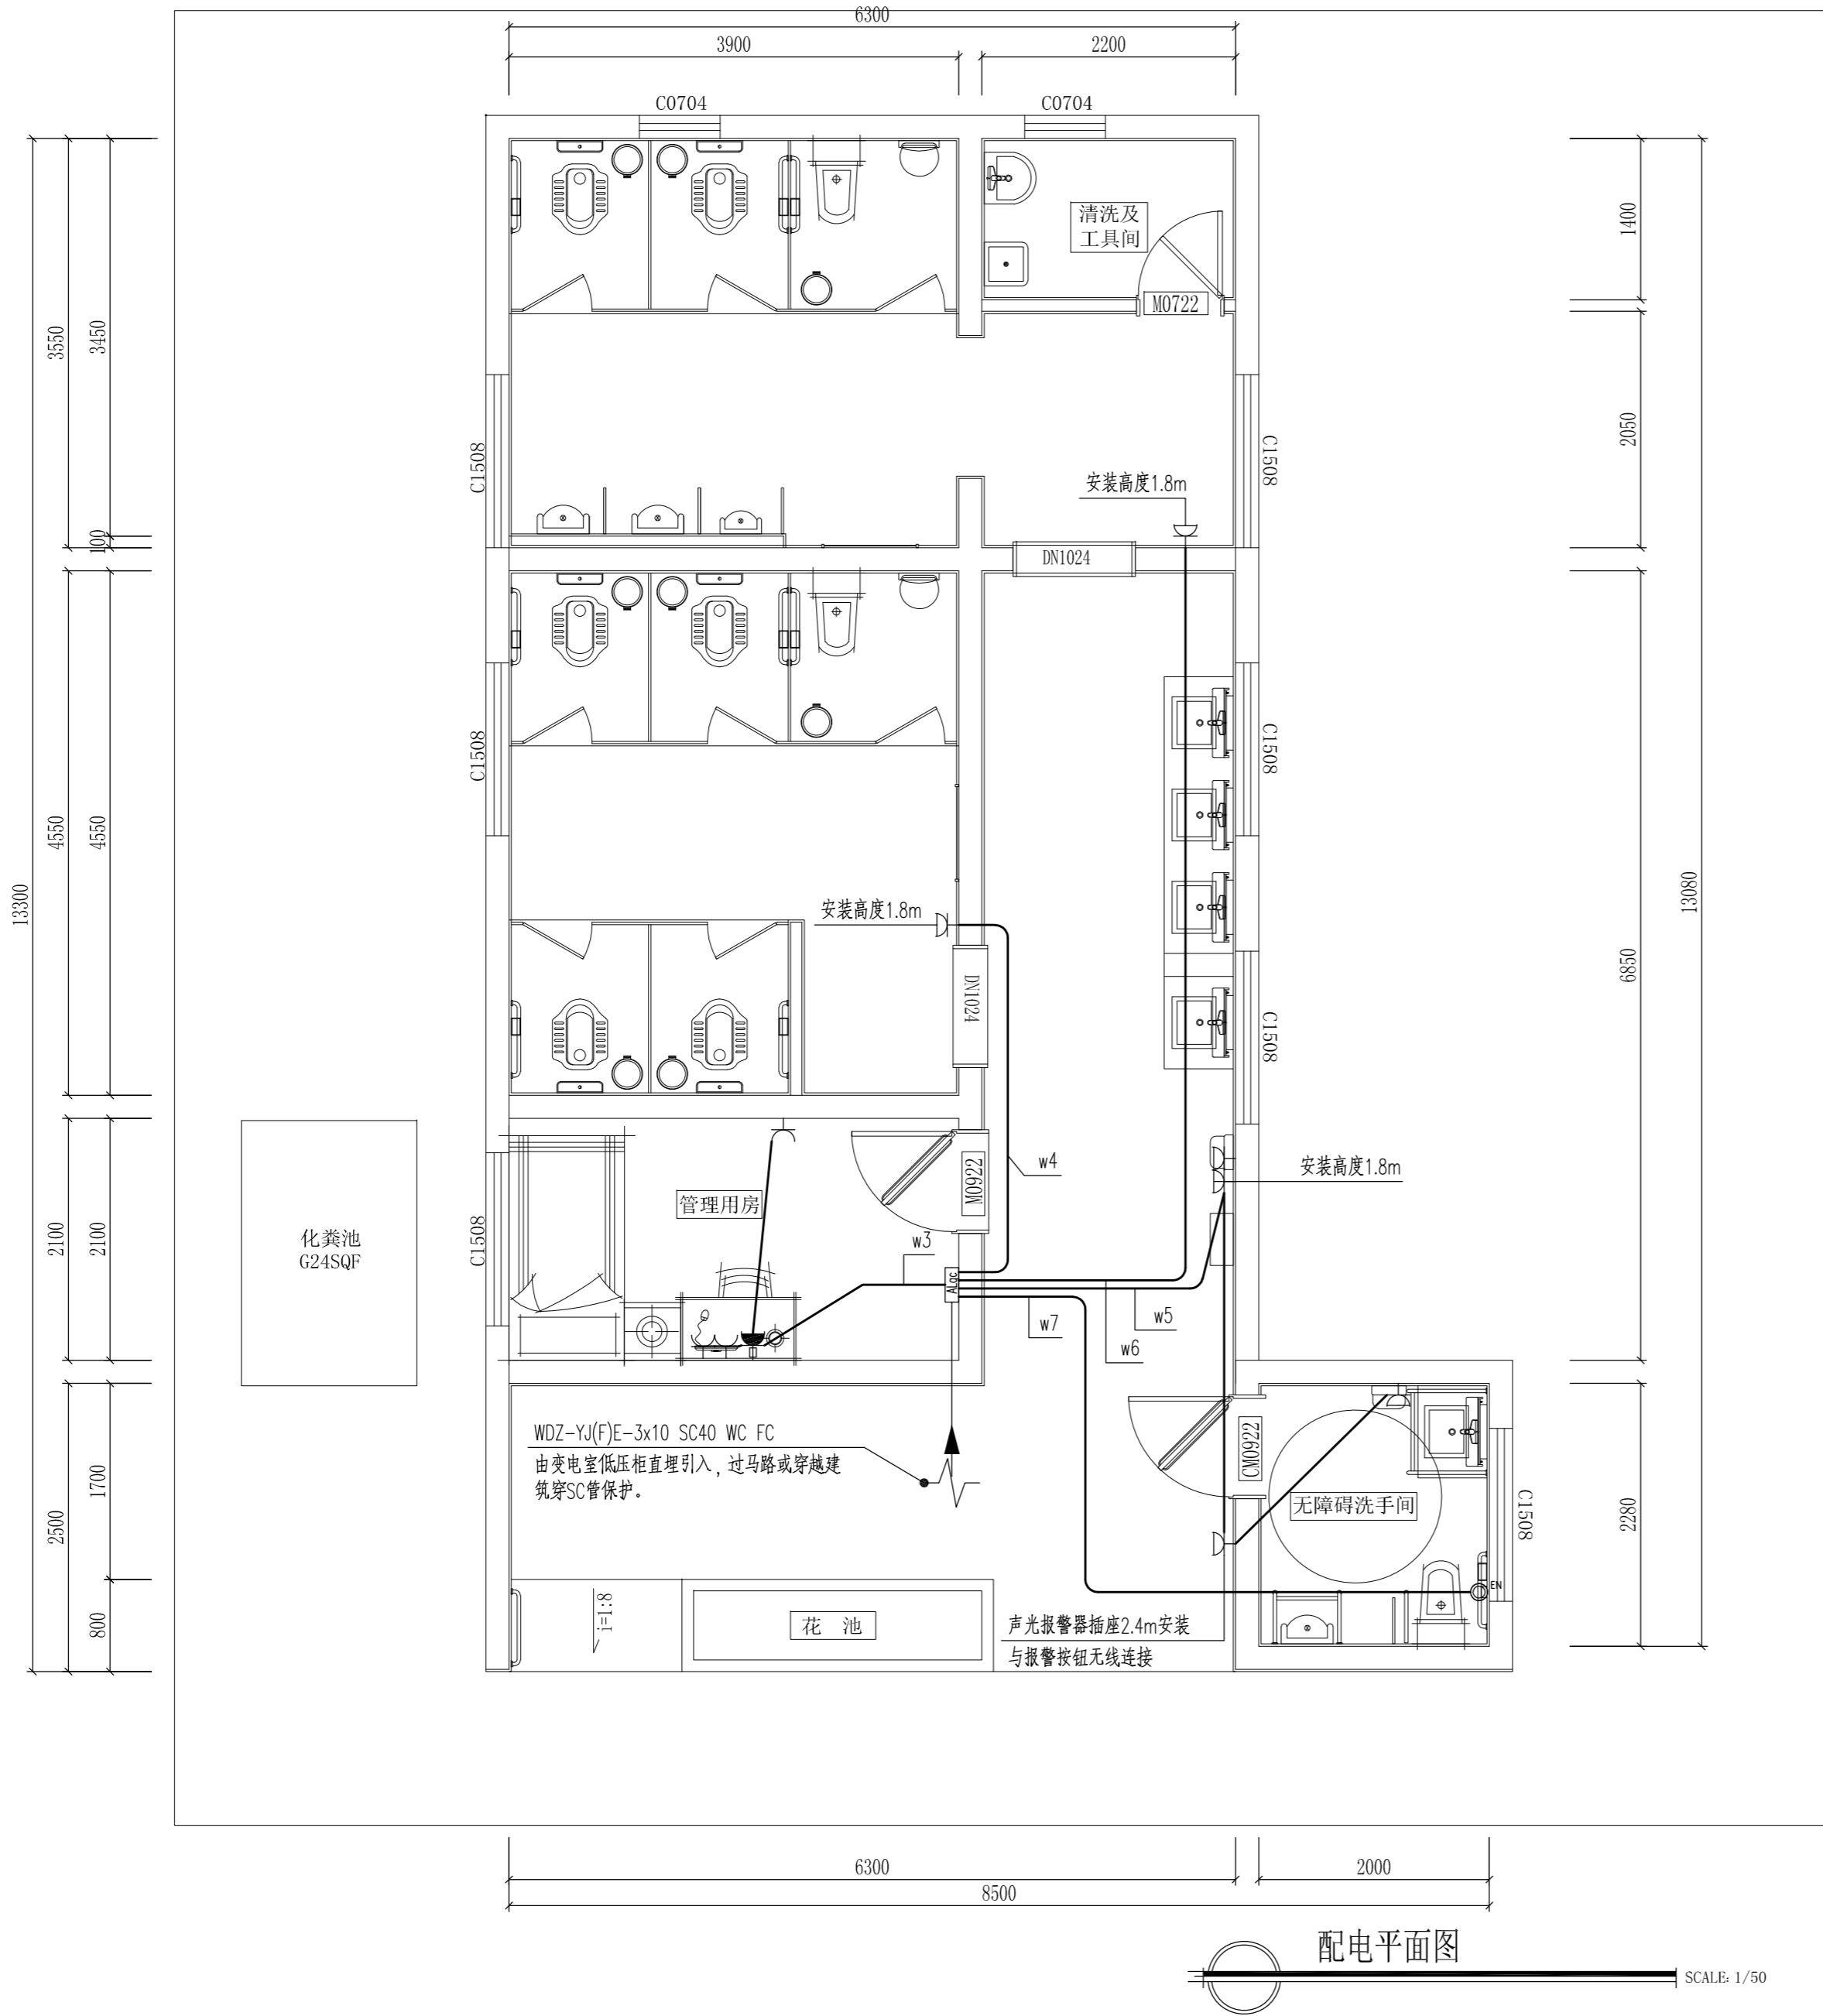 6300
3900
2200
C0704
C0704
清洗及
工具间
M0722
1400
3550
3450
2050
C1508
C1508
安装高度1.8m
100
DN1024
C1508
C1508
4550
4550
13300
13080
安装高度1.8m
6850
DN1024
C1508
w4
安装高度1.8m
M0922
管理用房
化粪池
G24SQF
2100
2100
C1508
w3
ALgc
w5
w7
w6
WDZ-YJ(F)E-3x10 SC40 WC FC
由变电室低压柜直埋引入,过马路或穿越建
筑穿SC管保护。
CM0922
无障碍洗手间
C1508
2500
1700
2280
EN
800
i=1:8
花 池
声光报警器插座2.4m安装
与报警按钮无线连接
6300
2000
8500
配电平面图
SCALE: 1/50